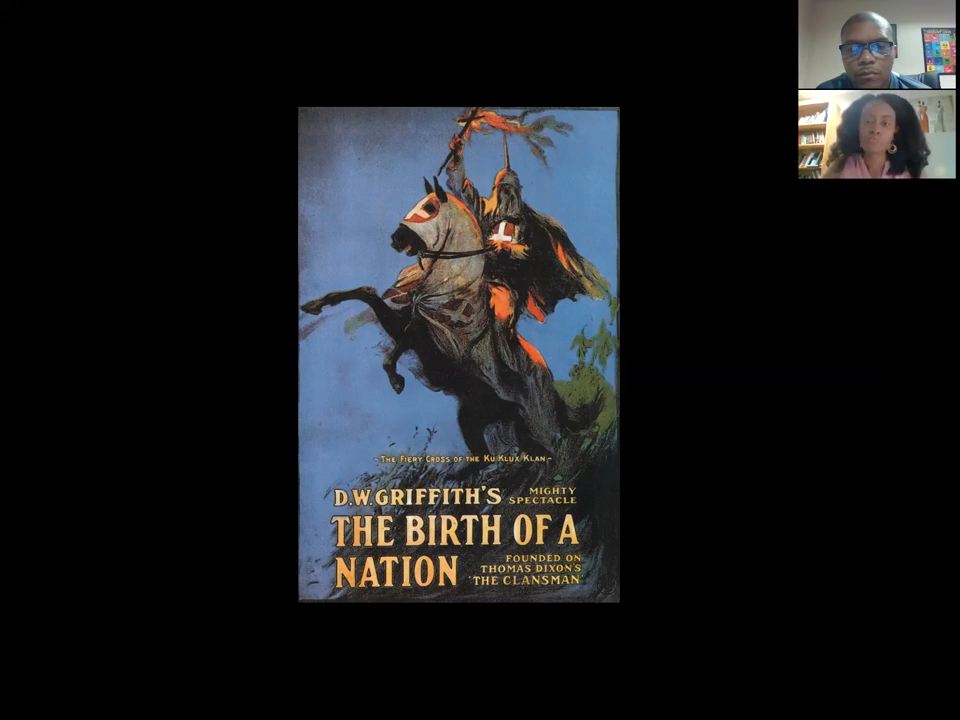 -THE FIERY CROSS OF THE KU KLUX KLAN-
D.W. GRIFFITH'S
MIGHTY
SPECTACLE
THE BIRTH OF A
NATION
FOUNDED ON
THOMAS DIXON'S
'THE CLANSMAN'